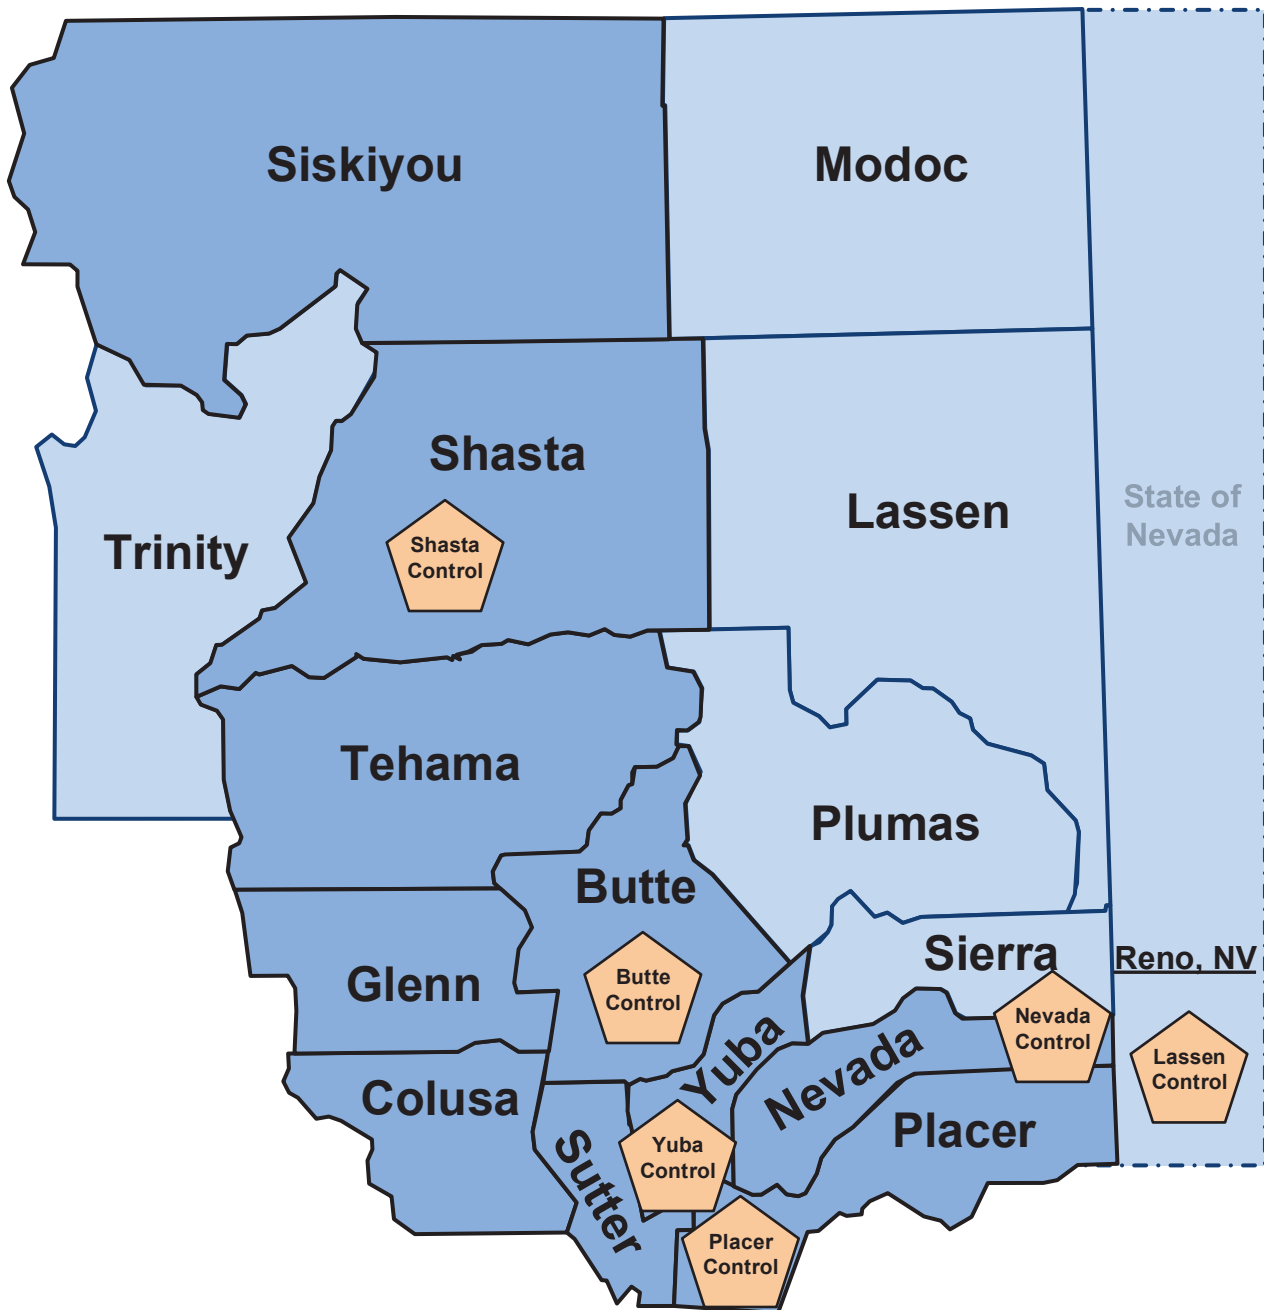 Siskiyou
Modoc
Shasta
Shasta
Control
Trinity
Lassen
State of
Nevada
Tehama
Plumas
Butte
Butte
Control
Glenn
Sierra
Reno, NV
Nevada
Control
Lassen
Control
Yuba
Nevada
Colusa
Placer
Yuba
Control
Sutter
Placer
Control